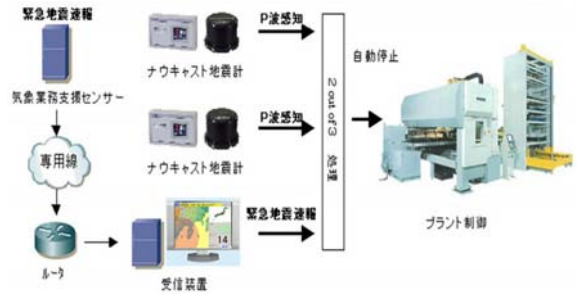 緊急地震速報
気象業務支援センサー
専用線
ルータ
ナウキャスト地震計
P波感知
ナウキャスト地震計
P波感知
14
受信装置
緊急地震速報
2 out of 3 処理
自動停止
プラント制御